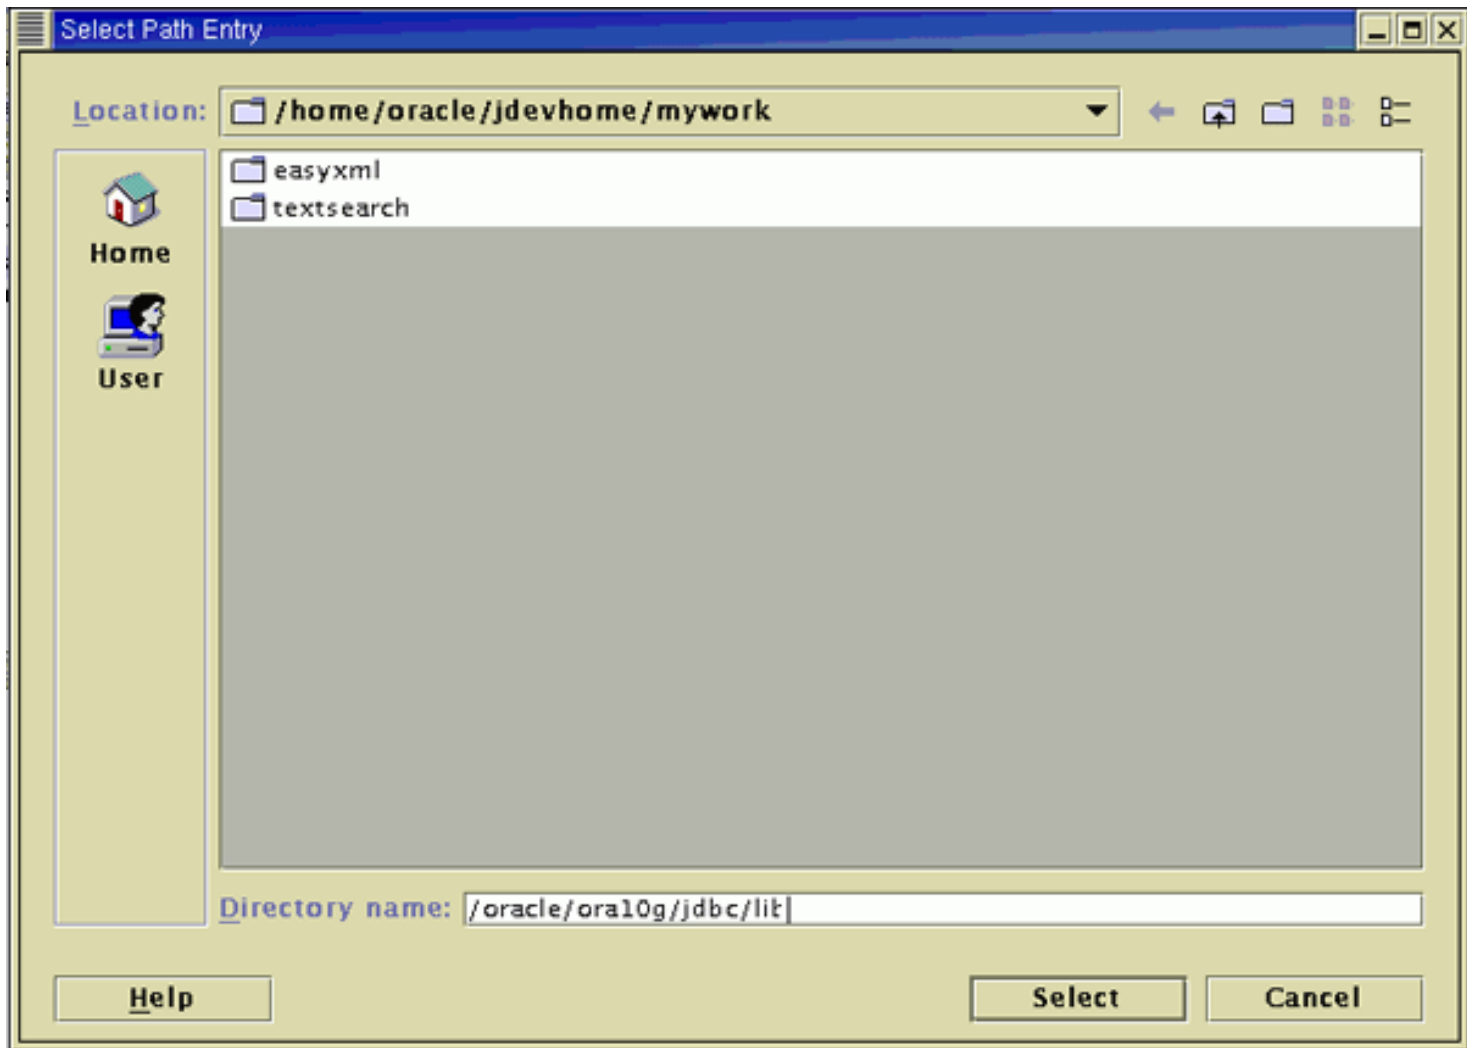 Select Path Entry
Location: /home/oracle/jdevhome/mywork
easyxml
textsearch
Home
User
Directory name: /oracle/ora10g/jdbc/lib
Help Select Cancel